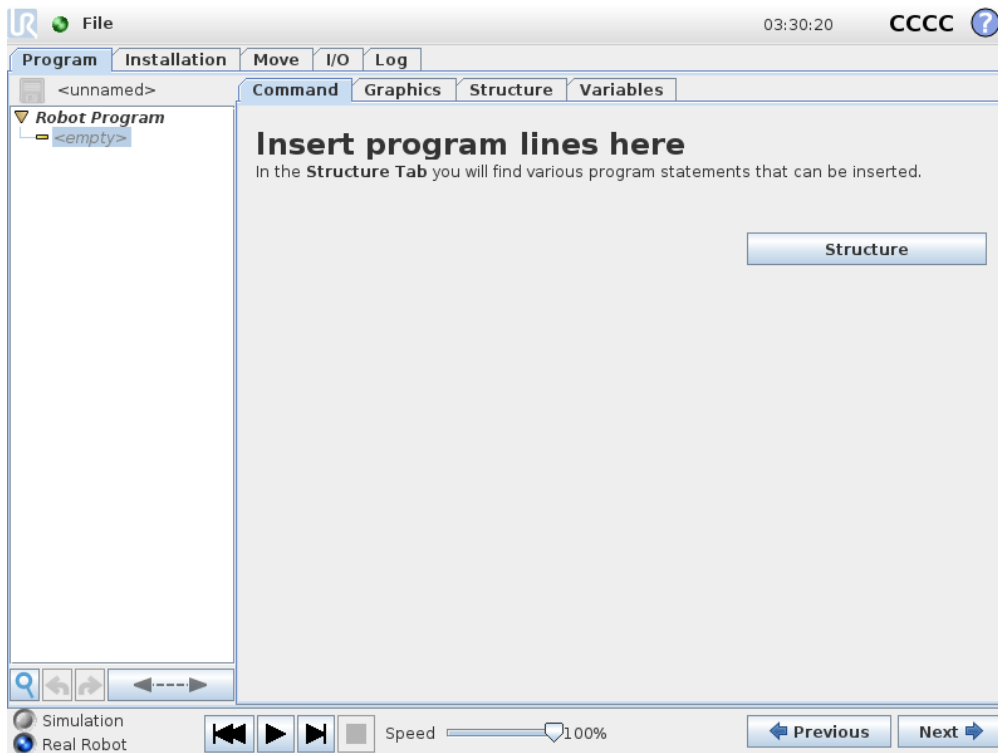 UR File 03:30:20 CCCC ?
Program Installation Move I/O Log
<unnamed> Command Graphics Structure Variables
Robot Program
<empty>
Insert program lines here
In the Structure Tab you will find various program statements that can be inserted.
Structure
Simulation
Real Robot
Speed 100%
Previous Next